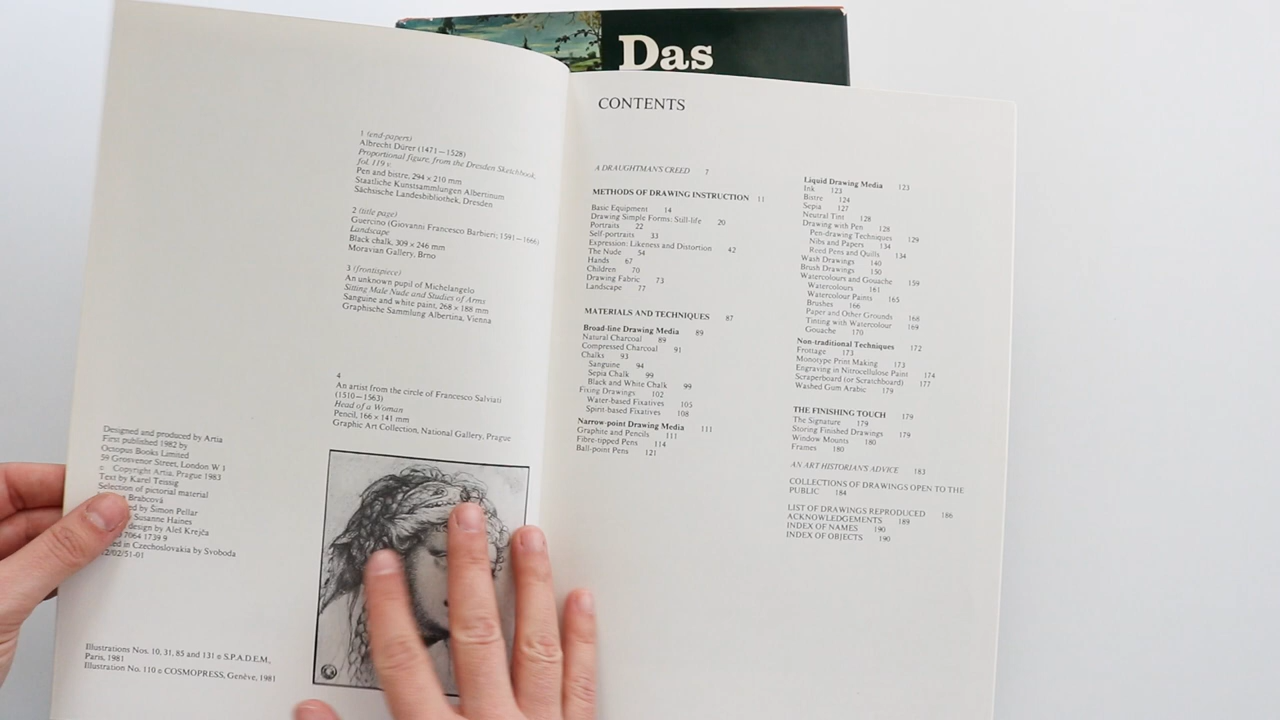 Das
1 (end-papers)
Albrecht Dürer (1471—1528)
Proportional figure, from the Dresden Sketchbook,
fol. 119 v.
Pen and bistre, 294 × 210 mm
Staatliche Kunstsammlungen Albertinum
Sächsische Landesbibliothek, Dresden
2 (title page)
Guercino (Giovanni Francesco Barbieri; 1591—1666)
Landscape
Black chalk, 309 × 246 mm
Moravian Gallery, Brno
3 (frontispiece)
An unknown pupil of Michelangelo
Sitting Male Nude and Studies of Arms
Sanguine and white paint, 268 × 188 mm
Graphische Sammlung Albertina, Vienna
4
An artist from the circle of Francesco Salviati
(1510—1563)
Head of a Woman
Pencil, 166 × 141 mm
Graphic Art Collection, National Gallery, Prague
Designed and produced by Artia
First published 1982 by
Octopus Books Limited
59 Grosvenor Street, London W 1
© Copyright Artia, Prague 1983
Text by Karel Teissig
Selection of pictorial material
Brabcová
by Šimon Pellar
Susanne Haines
design by Aleš Krejča
7064 1739 9
in Czechoslovakia by Svoboda
2/02/51-01
Illustrations Nos. 10, 31, 85 and 131 © S.P.A.D.E.M.,
Paris, 1981
Illustration No. 110 © COSMOPRESS, Genêve, 1981
CONTENTS
A DRAUGHTMAN'S CREED 7
METHODS OF DRAWING INSTRUCTION 11
Basic Equipment 14
Drawing Simple Forms: Still-life 20
Portraits 22
Self-portraits 33
Expression: Likeness and Distortion 42
The Nude 54
Hands 67
Children 70
Drawing Fabric 73
Landscape 77
MATERIALS AND TECHNIQUES 87
Broad-line Drawing Media 89
Natural Charcoal 89
Compressed Charcoal 91
Chalks 93
Sanguine 94
Sepia Chalk 99
Black and White Chalk 99
Fixing Drawings 102
Water-based Fixatives 105
Spirit-based Fixatives 108
Narrow-point Drawing Media 111
Graphite and Pencils 111
Fibre-tipped Pens 114
Ball-point Pens 121
Liquid Drawing Media 123
Ink 123
Bistre 124
Sepia 127
Neutral Tint 128
Drawing with Pen 128
Pen-drawing Techniques 129
Nibs and Papers 134
Reed Pens and Quills 134
Wash Drawings 140
Brush Drawings 150
Watercolours and Gouache 159
Watercolours 161
Watercolour Paints 165
Brushes 166
Paper and Other Grounds 168
Tinting with Watercolour 169
Gouache 170
Non-traditional Techniques 172
Frottage 173
Monotype Print Making 173
Engraving in Nitrocellulose Paint 174
Scraperboard (or Scratchboard) 177
Washed Gum Arabic 179
THE FINISHING TOUCH 179
The Signature 179
Storing Finished Drawings 179
Window Mounts 180
Frames 180
AN ART HISTORIAN'S ADVICE 183
COLLECTIONS OF DRAWINGS OPEN TO THE
PUBLIC 184
LIST OF DRAWINGS REPRODUCED 186
ACKNOWLEDGEMENTS 189
INDEX OF NAMES 190
INDEX OF OBJECTS 190